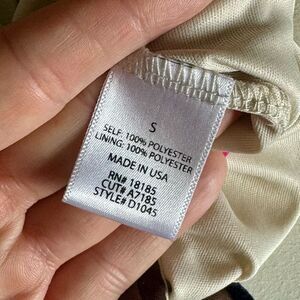 S
SELF: 100% POLYESTER
LINING: 100% POLYESTER
MADE IN USA
RN# 18185
CUT# A7185
STYLE# D1045